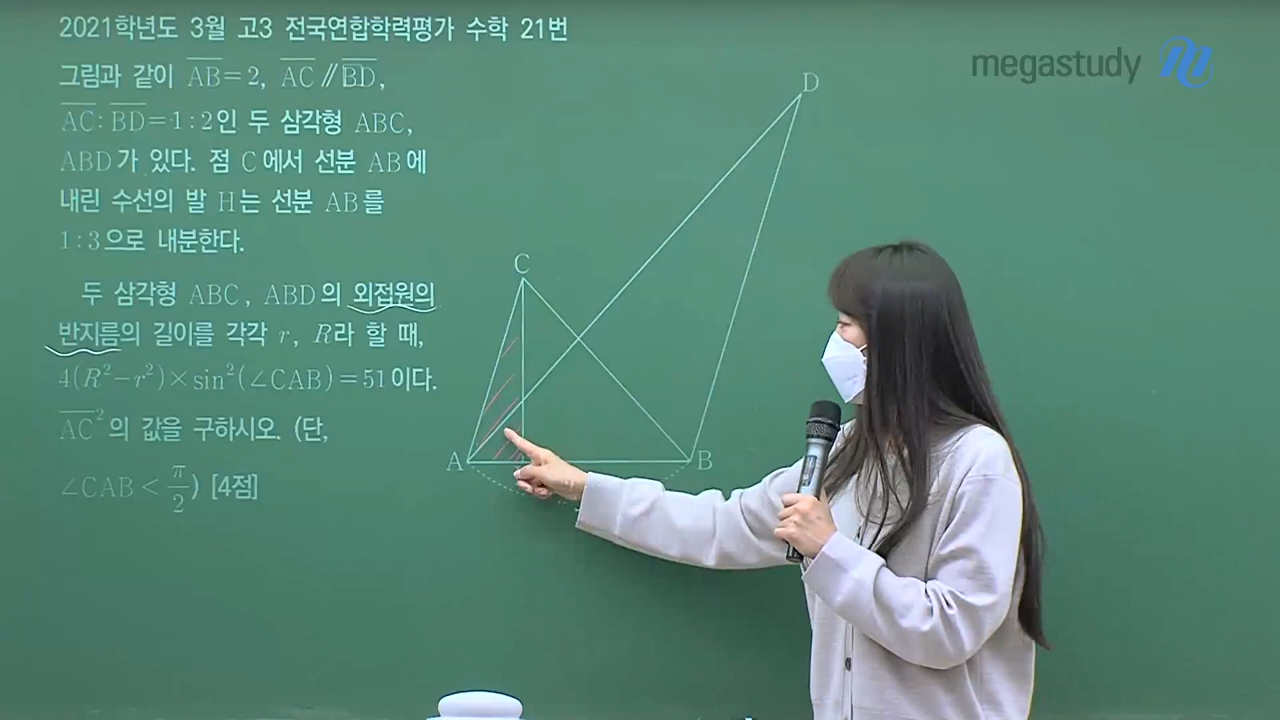 2021학년도 3월 고3 전국연합학력평가 수학 21번
megastudy
그림과 같이 AB=2, AC∥BD,
AC:BD=1:2인 두 삼각형 ABC,
ABD가 있다. 점 C에서 선분 AB에
내린 수선의 발 H는 선분 AB를
1:3으로 내분한다.
두 삼각형 ABC, ABD의 외접원의
반지름의 길이를 각각 r, R라 할 때,
4(R²−r²)×sin²(∠CAB)=51이다.
AC²의 값을 구하시오. (단,
∠CAB<π/2) [4점]
D
C
A
B